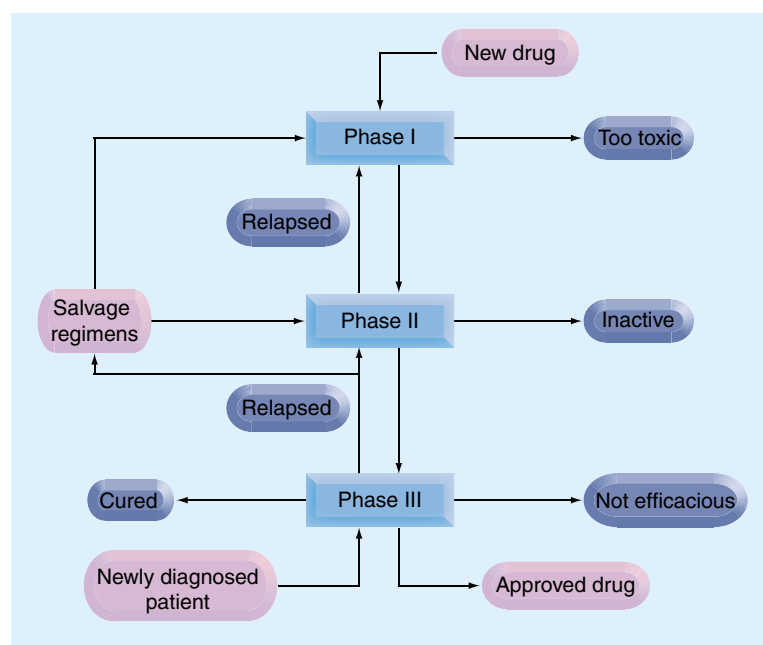 New drug
Phase I
Too toxic
Relapsed
Salvage
regimens
Phase II
Inactive
Relapsed
Cured
Phase III
Not efficacious
Newly diagnosed
patient
Approved drug